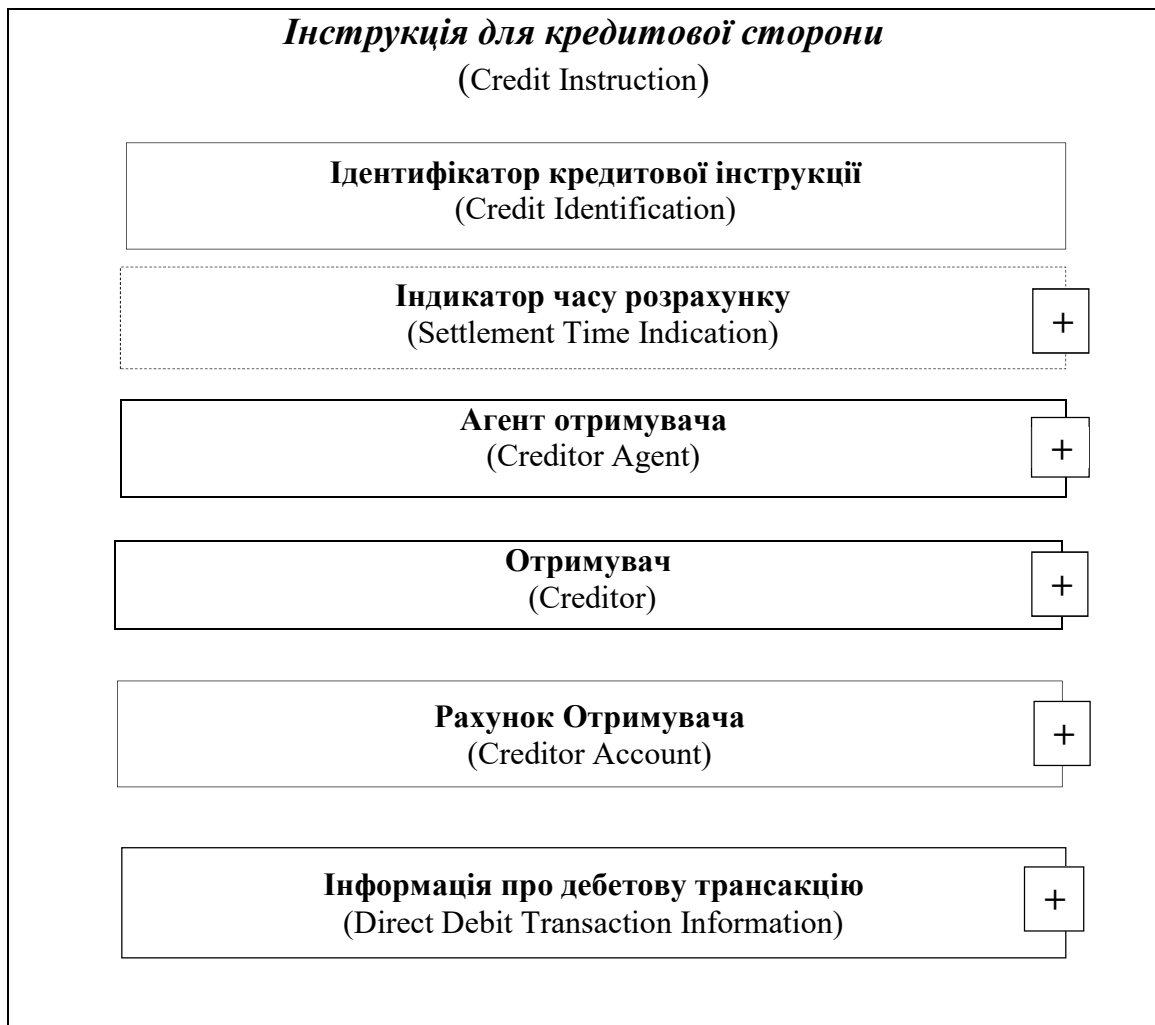 Інструкція для кредитової сторони
(Credit Instruction)
Ідентифікатор кредитової інструкції
(Credit Identification)
Індикатор часу розрахунку
(Settlement Time Indication)
+
Агент отримувача
(Creditor Agent)
+
Отримувач
(Creditor)
+
Рахунок Отримувача
(Creditor Account)
+
Інформація про дебетову трансакцію
(Direct Debit Transaction Information)
+